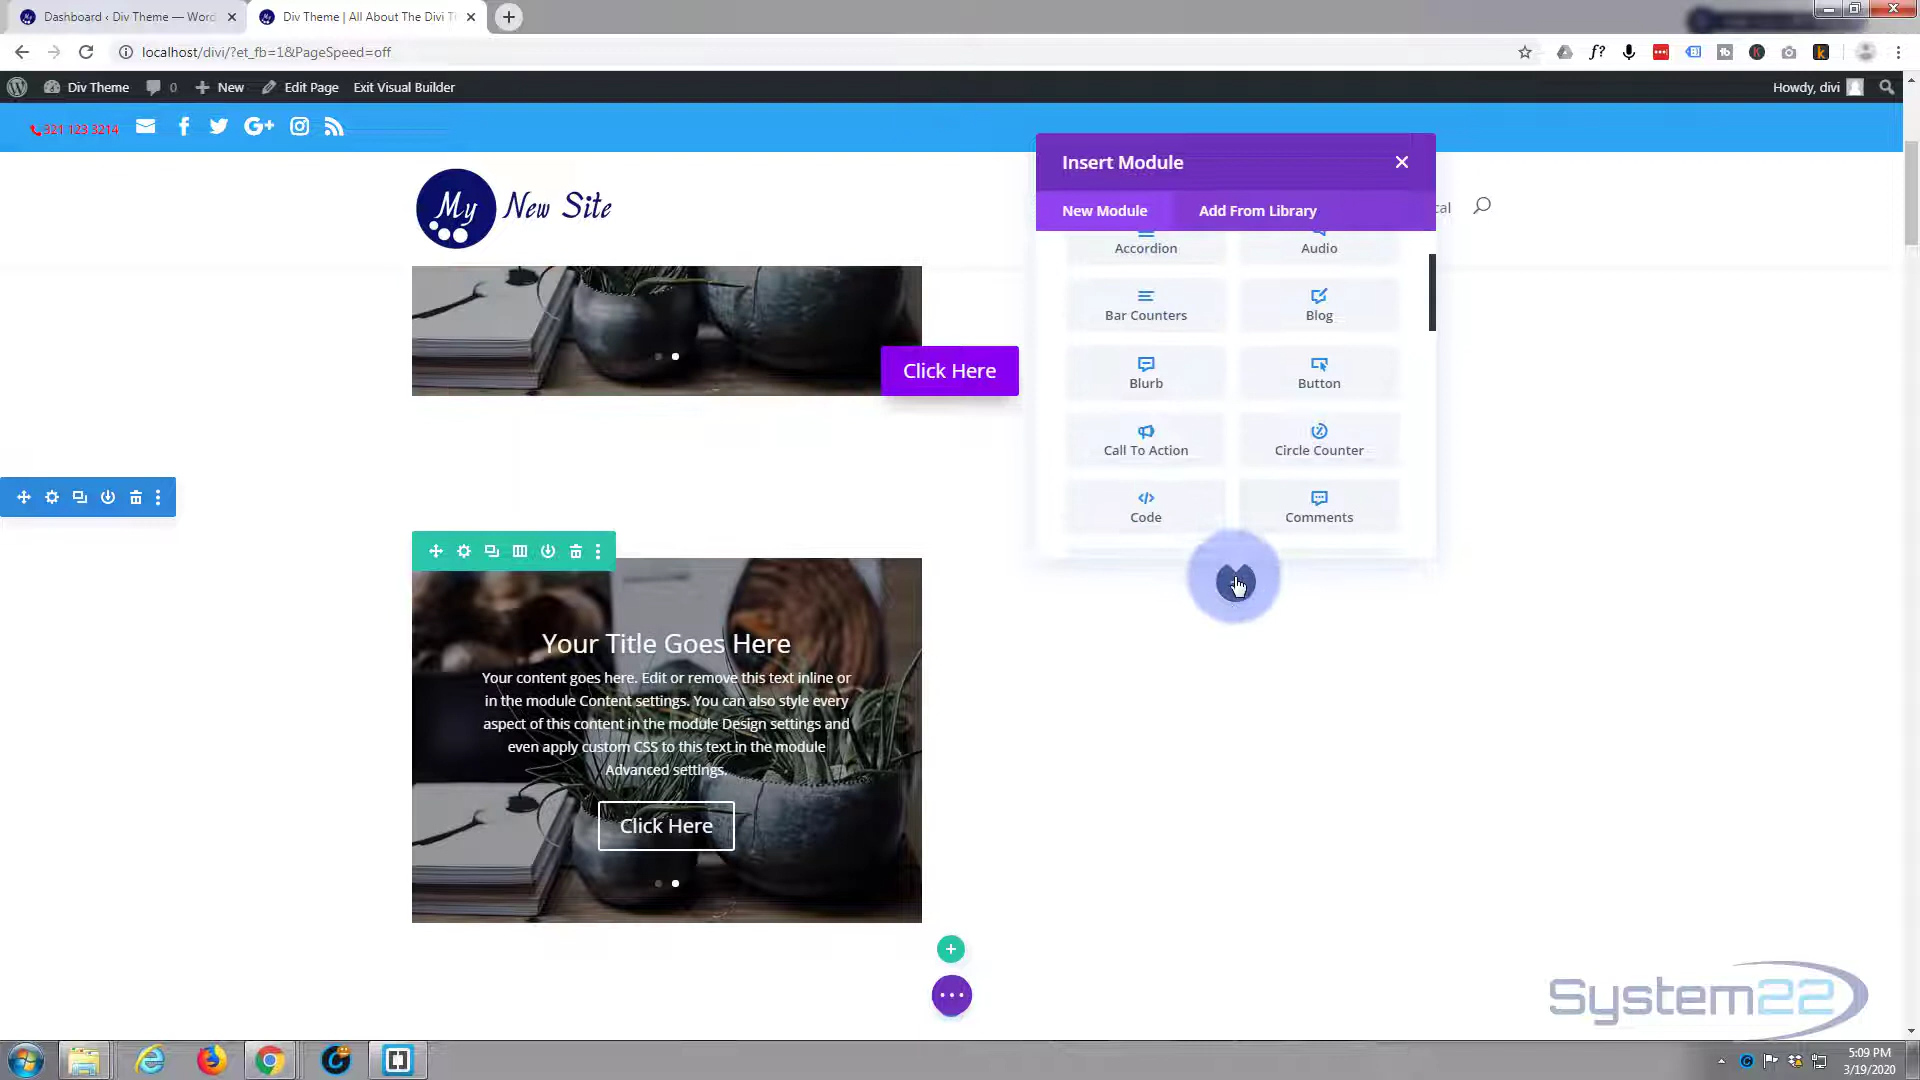 Dashboard ‹ Div Theme — Word
Div Theme | All About The Divi T
localhost/divi/?et_fb=1&PageSpeed=off
Div Theme
0
New
Edit Page
Exit Visual Builder
Howdy, divi
321 123 3214
My New Site
Insert Module
New Module
Add From Library
Accordion
Audio
Bar Counters
Blog
Blurb
Button
Call To Action
Circle Counter
Code
Comments
Click Here
Your Title Goes Here
Your content goes here. Edit or remove this text inline or
in the module Content settings. You can also style every
aspect of this content in the module Design settings and
even apply custom CSS to this text in the module
Advanced settings.
Click Here
System22
5:09 PM
3/19/2020